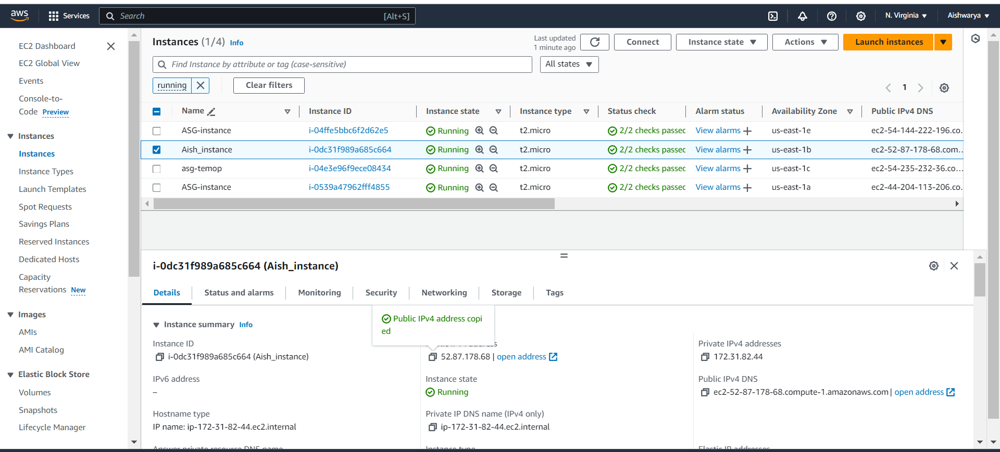 aws
Services
Search
[Alt+S]
N. Virginia
Aishwarya
EC2 Dashboard
EC2 Global View
Events
Console-to-
Code Preview
Instances
Instances
Instance Types
Launch Templates
Spot Requests
Savings Plans
Reserved Instances
Dedicated Hosts
Capacity
Reservations New
Images
AMIs
AMI Catalog
Elastic Block Store
Volumes
Snapshots
Lifecycle Manager
Instances (1/4) Info
Last updated
1 minute ago
Connect
Instance state
Actions
Launch instances
Find Instance by attribute or tag (case-sensitive)
All states
running
Clear filters
1
Name Instance ID Instance state Instance type Status check Alarm status Availability Zone Public IPv4 DNS
ASG-instance i-04ffe5bbc6f2d62e5 Running t2.micro 2/2 checks passec View alarms us-east-1e ec2-54-144-222-196.co.
Aish_instance i-0dc31f989a685c664 Running t2.micro 2/2 checks passec View alarms us-east-1b ec2-52-87-178-68.com...
asg-temop i-04e3e96f9ece08434 Running t2.micro 2/2 checks passec View alarms us-east-1c ec2-54-235-232-36.co...
ASG-instance i-0539a47962fff4855 Running t2.micro 2/2 checks passec View alarms us-east-1a ec2-44-204-113-206.co.
i-0dc31f989a685c664 (Aish_instance)
Details Status and alarms Monitoring Security Networking Storage Tags
Public IPv4 address copi
ed
Instance summary Info
Instance ID
i-0dc31f989a685c664 (Aish_instance)
52.87.178.68 | open address
Private IPv4 addresses
172.31.82.44
IPv6 address
–
Instance state
Running
Public IPv4 DNS
ec2-52-87-178-68.compute-1.amazonaws.com | open address
Hostname type
IP name: ip-172-31-82-44.ec2.internal
Private IP DNS name (IPv4 only)
ip-172-31-82-44.ec2.internal
Answer private resource DNS name
Instance type
Elastic IP addresses